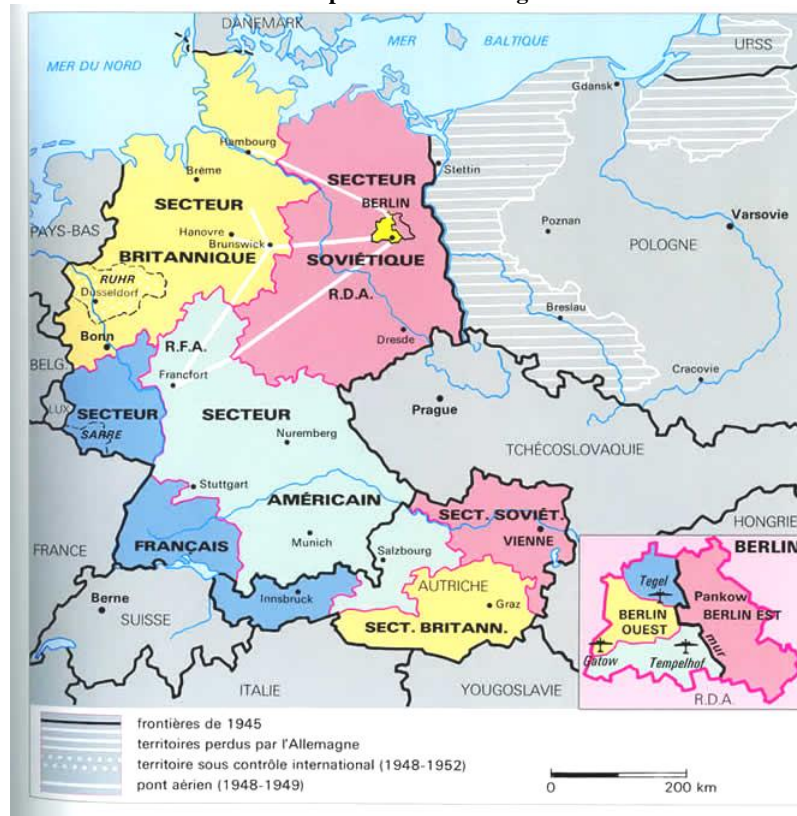 DANEMARK
MER DU NORD
MER BALTIQUE
URSS
Gdansk
Hambourg
Stettin
Brême
SECTEUR
BERLIN
SECTEUR
PAYS-BAS
Hanovre
Brunswick
BRITANNIQUE
SOVIÉTIQUE
Poznan
Varsovie
POLOGNE
RUHR
Dusseldorf
R.D.A.
Breslau
Bonn
R.F.A.
Dresde
BELG.
Francfort
Cracovie
LUX
SECTEUR
SECTEUR
Prague
SARRE
Nuremberg
TCHÉCOSLOVAQUIE
Stuttgart
AMÉRICAIN
SECT. SOVIÉT.
HONGRIE
FRANCE
FRANÇAIS
Munich
Salzbourg
VIENNE
BERLIN
Berne
SUISSE
Innsbruck
AUTRICHE
Graz
SECT. BRITANN.
Tegel
Pankow
BERLIN
OUEST
BERLIN EST
mur
Gatow
Tempelhof
R.D.A.
ITALIE
YOUGOSLAVIE
frontières de 1945
territoires perdus par l'Allemagne
territoire sous contrôle international (1948-1952)
pont aérien (1948-1949)
0 200 km